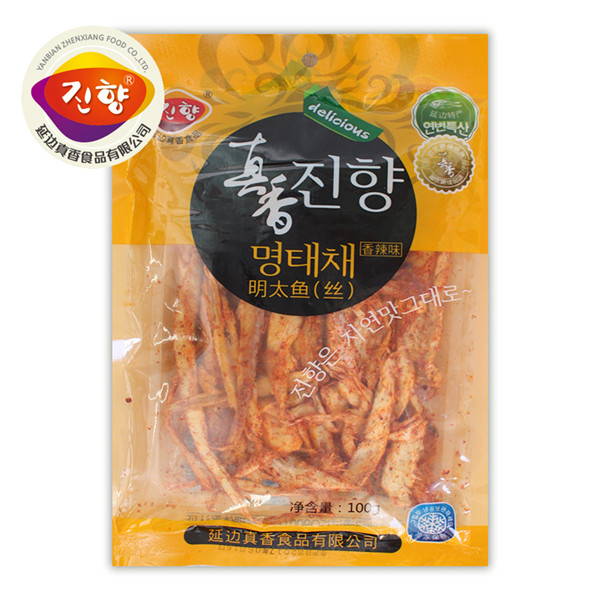 YANBIAN ZHENXIANG FOOD CO.,LTD.
진향®
延边真香食品有限公司
진향
delicious
延边特产
연변특산
真香
真香 진향
명태채
香辣味
明太鱼(丝)
진향은 자연맛그대로~
净含量：100g
延边真香食品有限公司